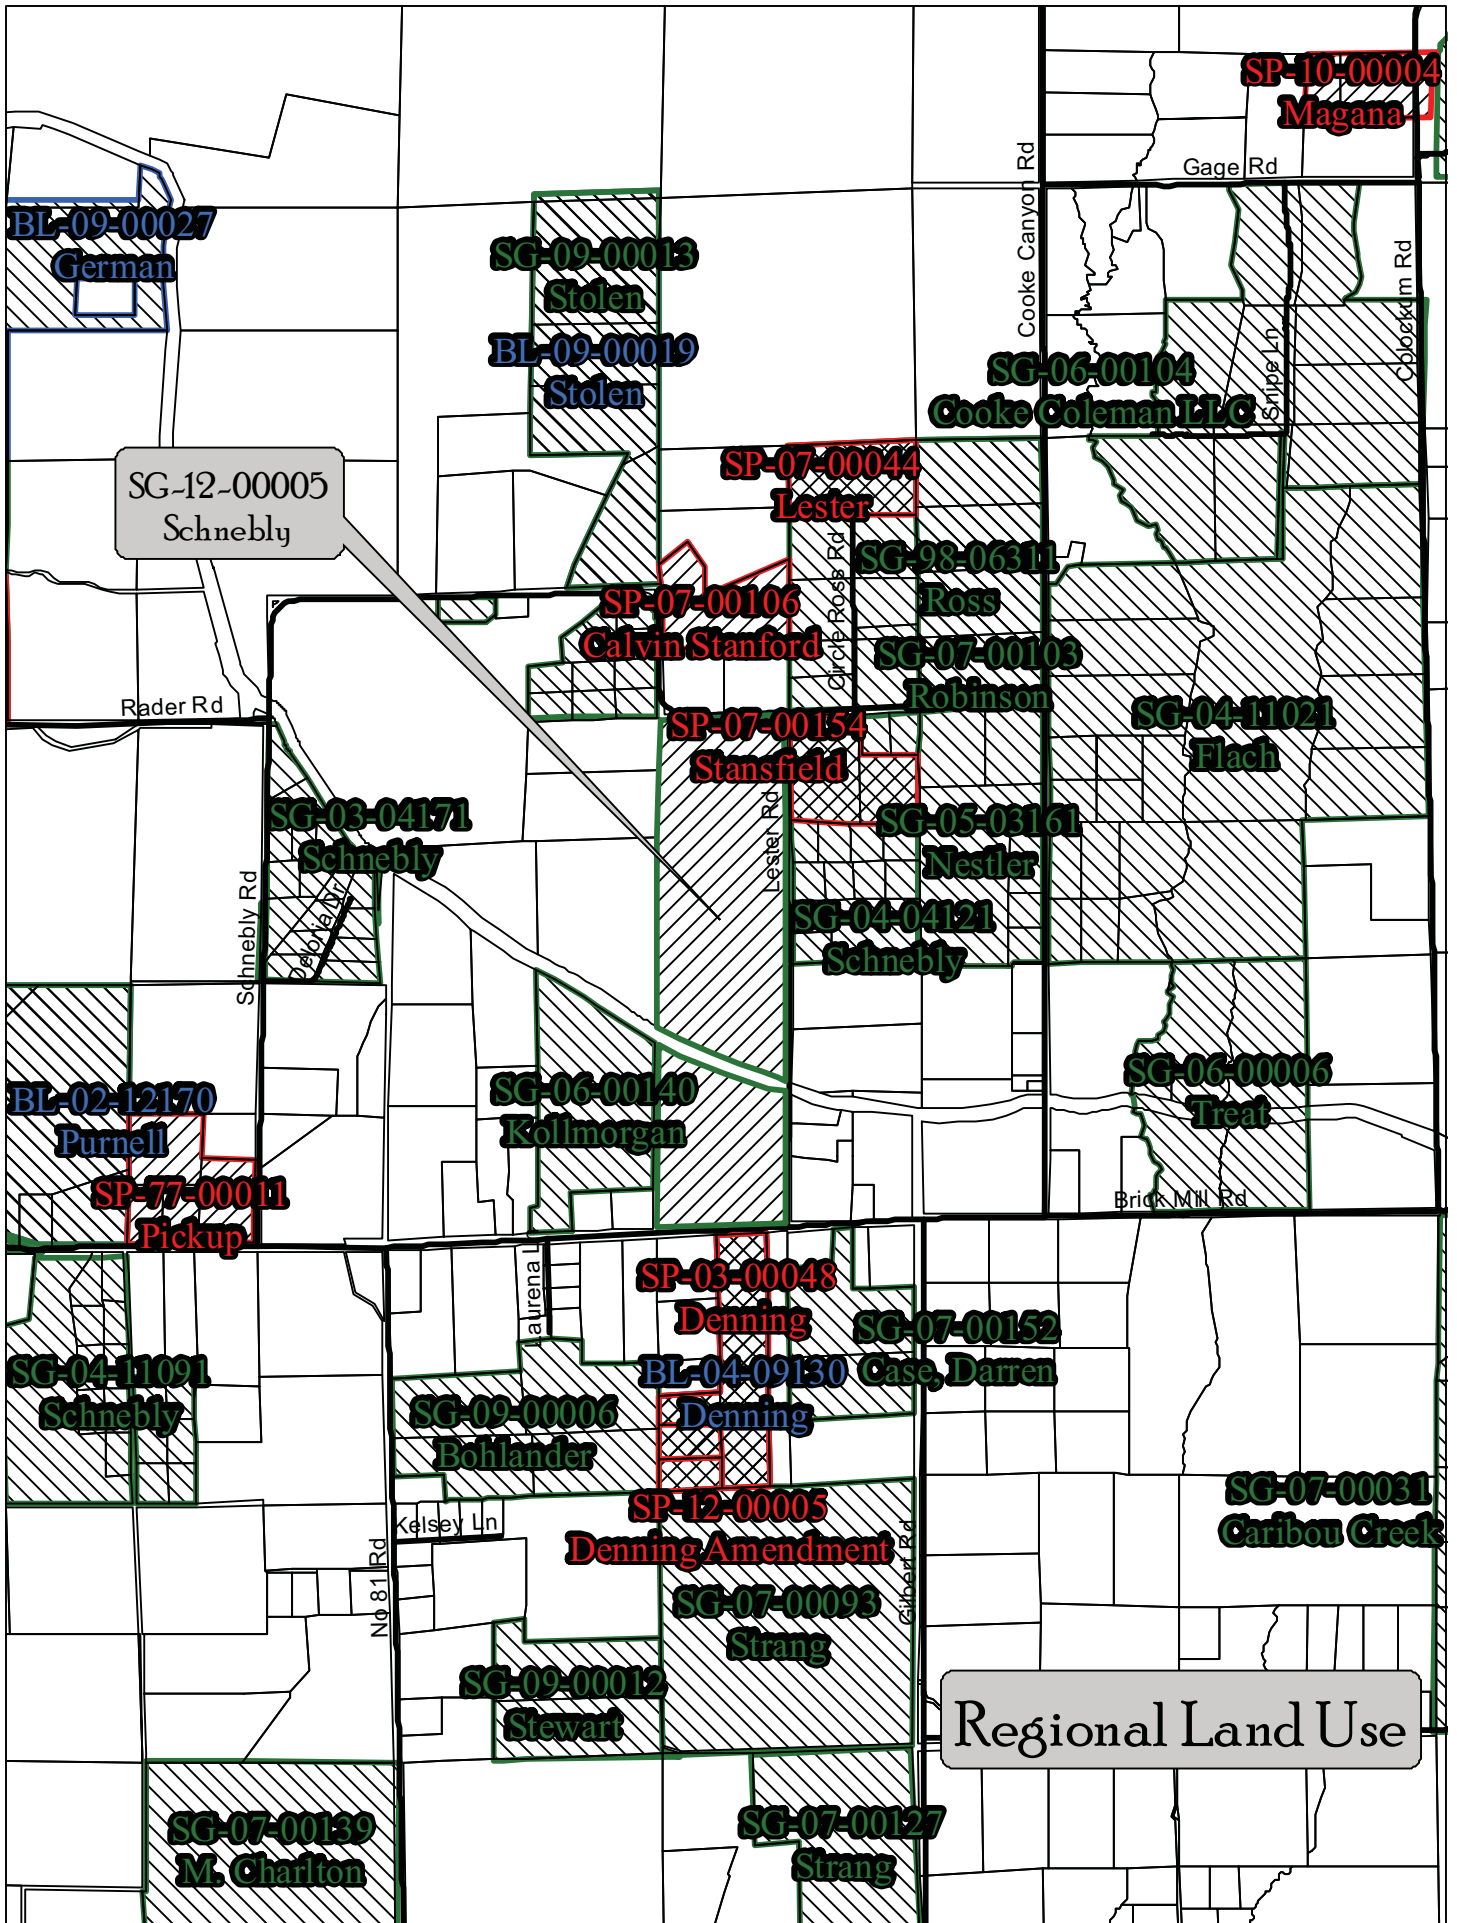 SP-10-00004
Magana
Gage Rd
Cooke Canyon Rd
BL-09-00027
German
SG-09-00013
Stolen
BL-09-00019
Stolen
Colockum Rd
Snipe Ln
SG-06-00104
Cooke Coleman LLC
SG-12-00005
Schnebly
SP-07-00044
Lester
Circle Ross Rd
SG-98-06311
Ross
SP-07-00106
Calvin Stanford
SG-07-00103
Robinson
Rader Rd
SP-07-00154
Stansfield
SG-04-11021
Flach
Lester Rd
SG-03-04171
Schnebly
SG-05-03161
Nestler
Schnebly Rd
Deloria Dr
SG-04-04121
Schnebly
SG-06-00140
Kollmorgan
SG-06-00006
Treat
BL-02-12170
Purnell
SP-77-00011
Pickup
Brick Mill Rd
Laurena L
SP-03-00048
Denning
SG-07-00152
Case, Darren
BL-04-09130
Denning
SG-04-11091
Schnebly
SG-09-00006
Bohlander
SG-07-00031
Caribou Creek
SP-12-00005
Denning Amendment
Kelsey Ln
No 81 Rd
Gilbert Rd
SG-07-00093
Strang
SG-09-00012
Stewart
Regional Land Use
SG-07-00139
M. Charlton
SG-07-00127
Strang